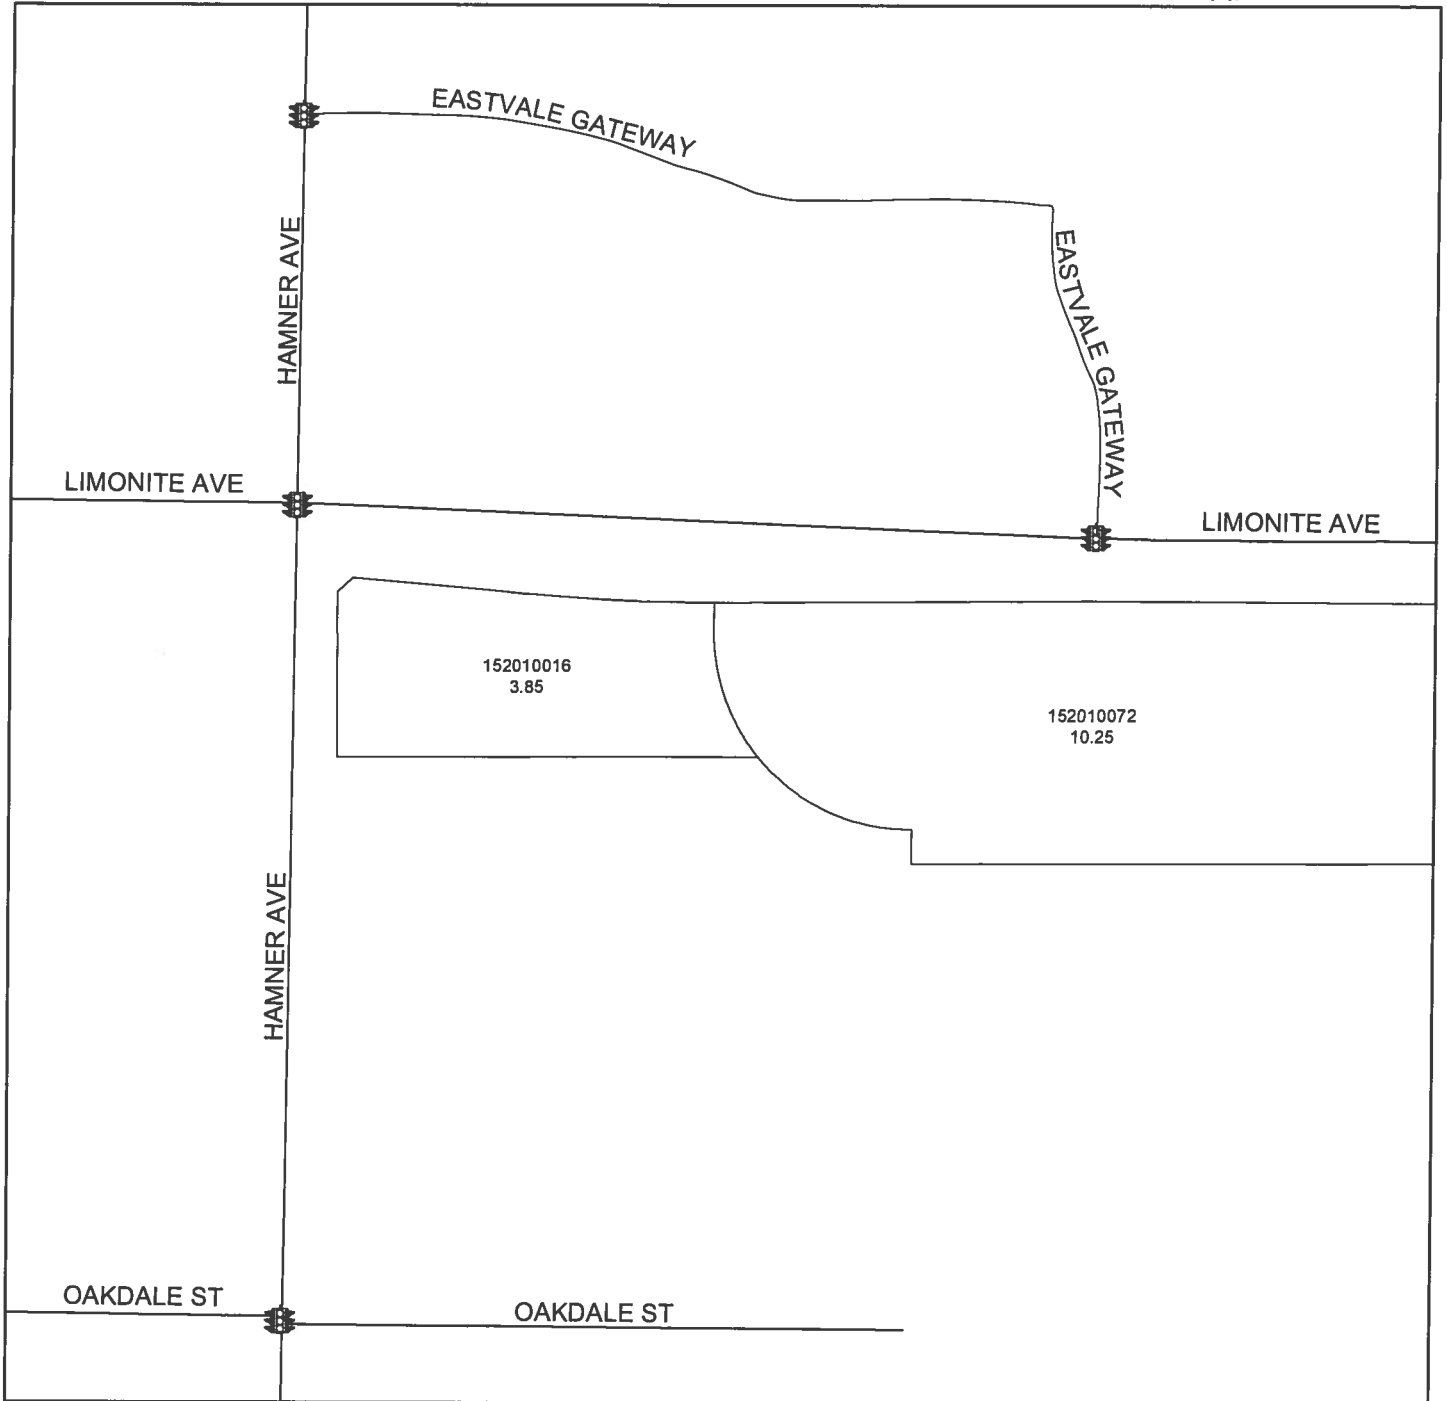 EASTVALE GATEWAY
HAMNER AVE
EASTVALE GATEWAY
LIMONITE AVE
LIMONITE AVE
152010016
3.85
152010072
10.25
HAMNER AVE
OAKDALE ST
OAKDALE ST